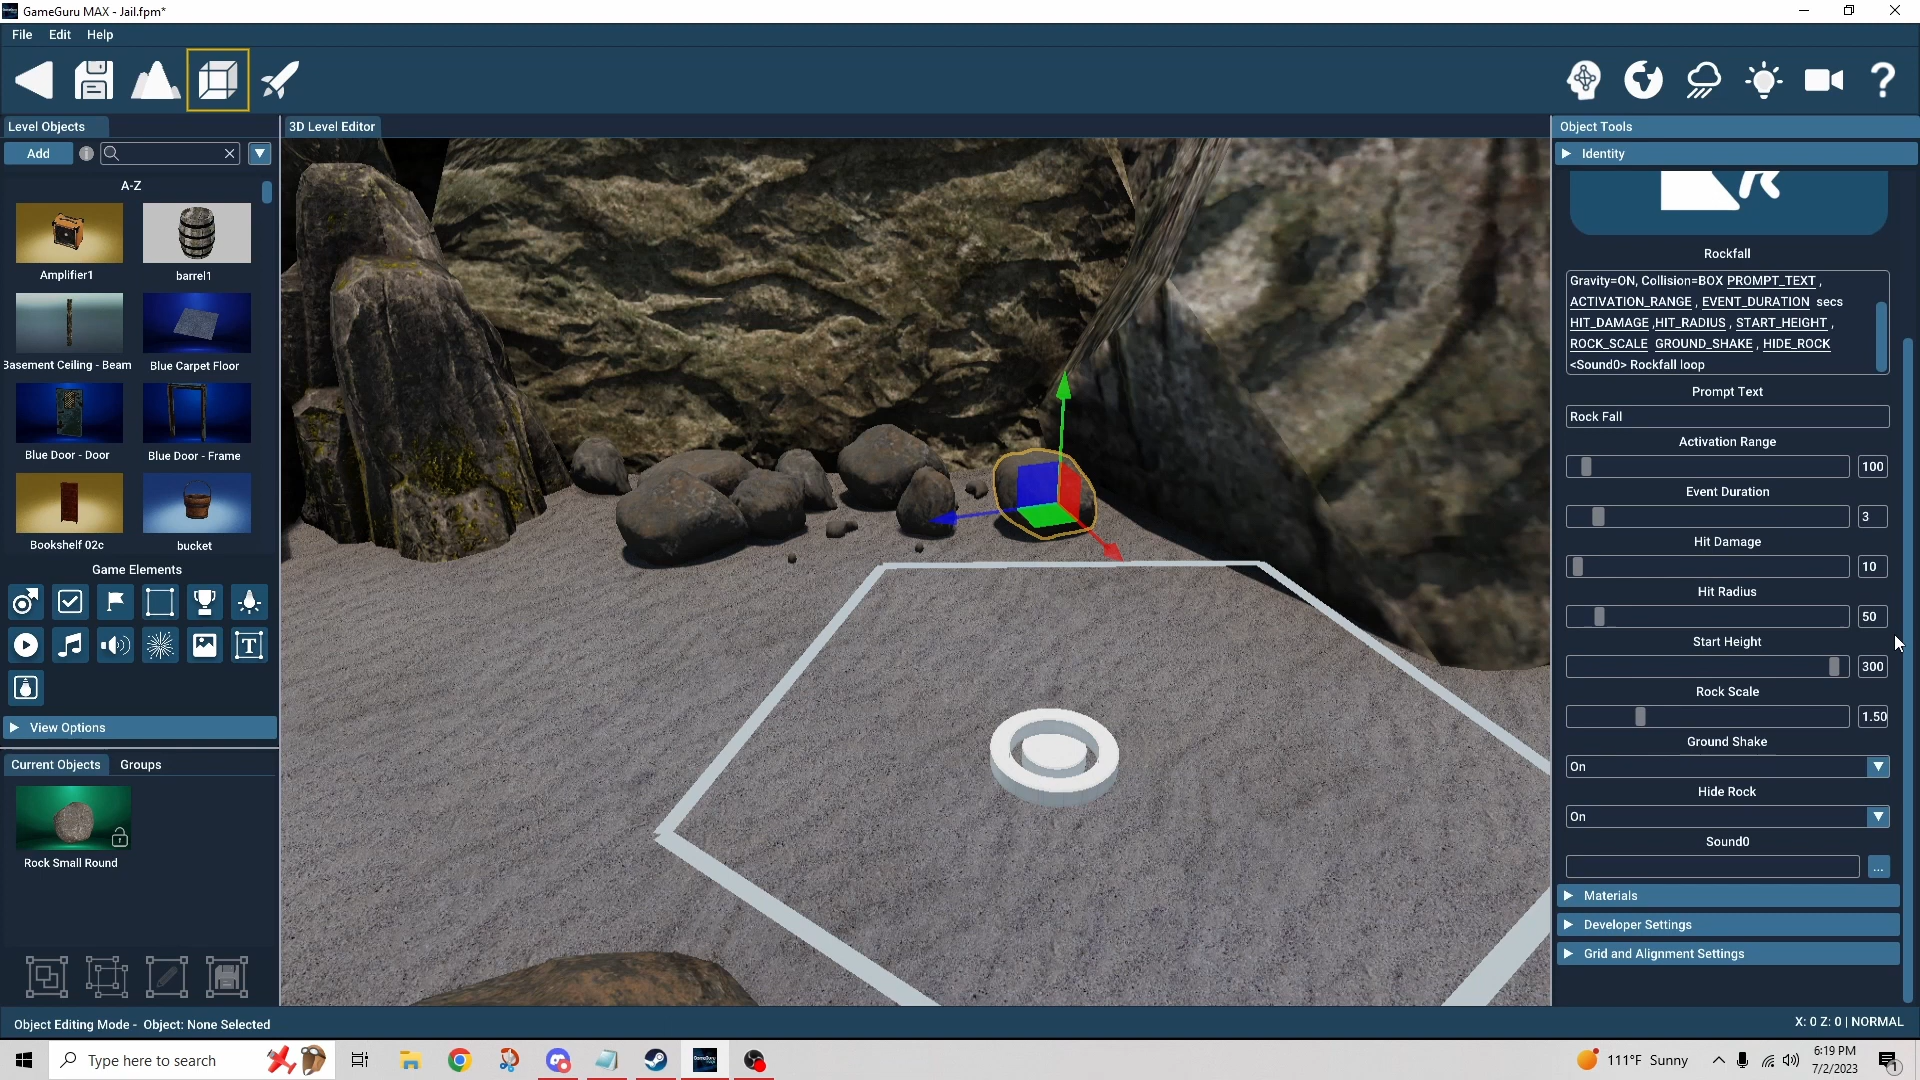 GameGuru MAX - Jail.fpm*
File Edit Help
Level Objects
Add
A-Z
Amplifier1
barrel1
Basement Ceiling - Beam
Blue Carpet Floor
Blue Door - Door
Blue Door - Frame
Bookshelf 02c
bucket
Game Elements
View Options
Current Objects Groups
Rock Small Round
3D Level Editor
Object Tools
Identity
Rockfall
Gravity=ON, Collision=BOX PROMPT_TEXT ,
ACTIVATION_RANGE , EVENT_DURATION secs
HIT_DAMAGE ,HIT_RADIUS , START_HEIGHT ,
ROCK_SCALE GROUND_SHAKE , HIDE_ROCK
<Sound0> Rockfall loop
Prompt Text
Rock Fall
Activation Range
100
Event Duration
3
Hit Damage
10
Hit Radius
50
Start Height
300
Rock Scale
1.50
Ground Shake
On
Hide Rock
On
Sound0
...
Materials
Developer Settings
Grid and Alignment Settings
Object Editing Mode - Object: None Selected
X: 0 Z: 0 | NORMAL
Type here to search
111°F Sunny
6:19 PM
7/2/2023